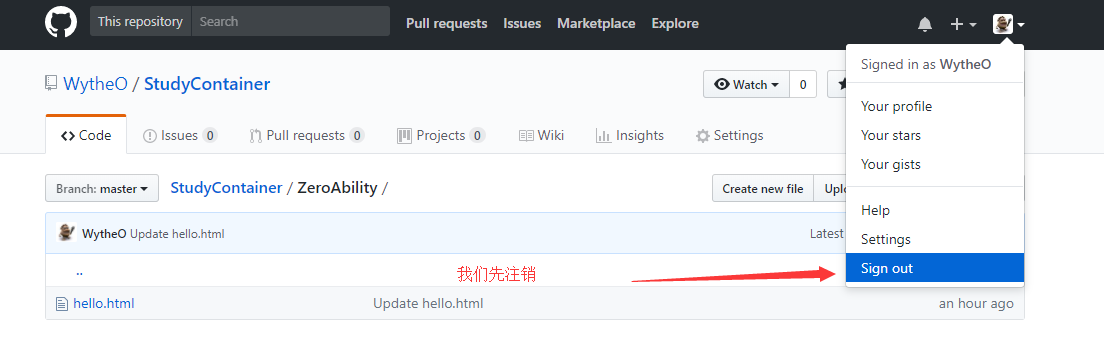 This repository Search Pull requests Issues Marketplace Explore
Signed in as WytheO
Your profile
Your stars
Your gists
Help
Settings
Sign out
WytheO / StudyContainer
Watch 0
Code Issues 0 Pull requests 0 Projects 0 Wiki Insights Settings
Branch: master StudyContainer / ZeroAbility /
Create new file
WytheO Update hello.html Latest
..
我们先注销
hello.html Update hello.html an hour ago